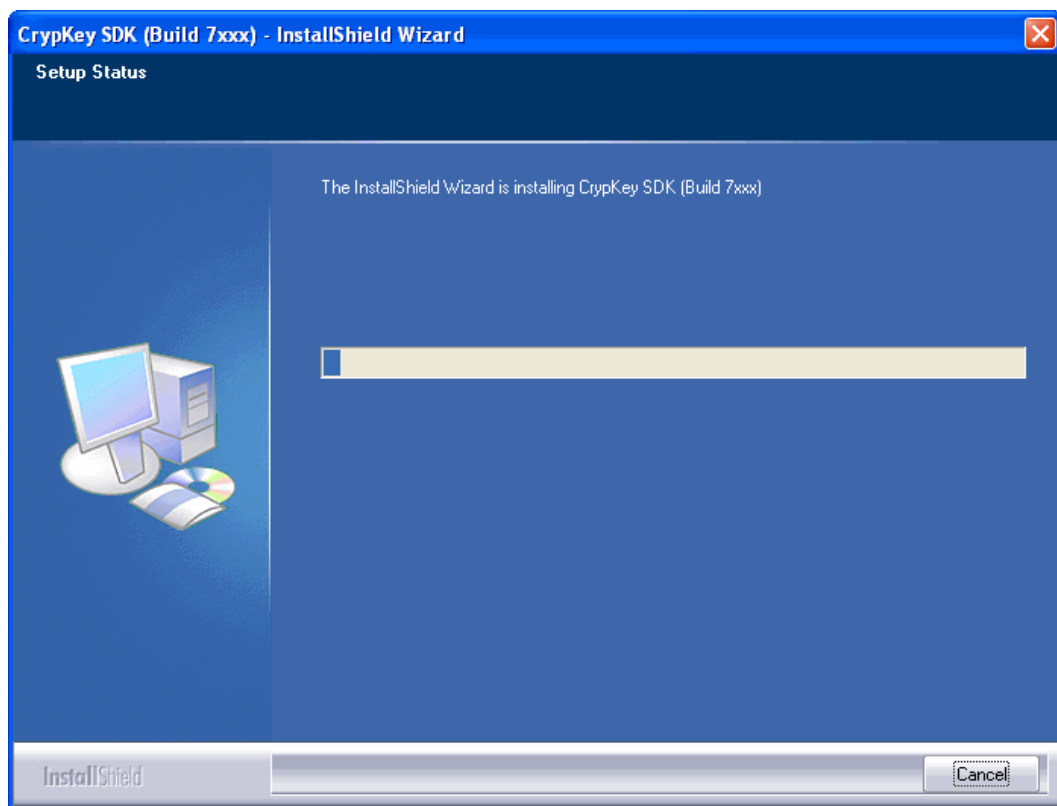 CrypKey SDK (Build 7xxx) - InstallShield Wizard
Setup Status
The InstallShield Wizard is installing CrypKey SDK (Build 7xxx)
InstallShield
Cancel